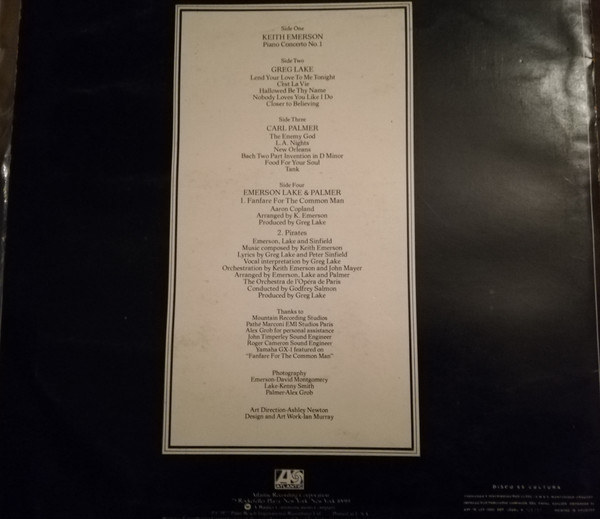 Side One
KEITH EMERSON
Piano Concerto No. 1
Side Two
GREG LAKE
Lend Your Love To Me Tonight
C'est La Vie
Hallowed Be Thy Name
Nobody Loves You Like I Do
Closer to Believing
Side Three
CARL PALMER
The Enemy God
L.A. Nights
New Orleans
Bach Two Part Invention in D Minor
Food For Your Soul
Tank
Side Four
EMERSON LAKE & PALMER
1. Fanfare For The Common Man
Aaron Copland
Arranged by K. Emerson
Produced by Greg Lake
2. Pirates
Emerson, Lake and Sinfield
Music composed by Keith Emerson
Lyrics by Greg Lake and Peter Sinfield
Vocal interpretation by Greg Lake
Orchestration by Keith Emerson and John Mayer
Arranged by Emerson, Lake and Palmer
The Orchestra de l'Opéra de Paris
Conducted by Godfrey Salmon
Produced by Greg Lake
Thanks to
Mountain Recording Studios
Pathé Marconi EMI Studios Paris
Alex Grob for personal assistance
John Timperley Sound Engineer
Roger Cameron Sound Engineer
Yamaha GX-1 featured on
"Fanfare For The Common Man"
Photography
Emerson-David Montgomery
Lake-Kenny Smith
Palmer-Alex Grob
Art Direction-Ashley Newton
Design and Art Work-Ian Murray
ATLANTIC
Atlantic Recording Corporation
New York, New York
DISCO ES CULTURA